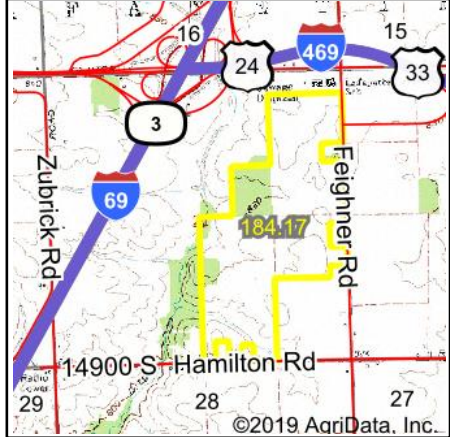 16
15
469
24
33
3
Zubrick Rd
69
Feighner Rd
184.17
14900 S Hamilton Rd
29
28
27
©2019 AgriData, Inc.